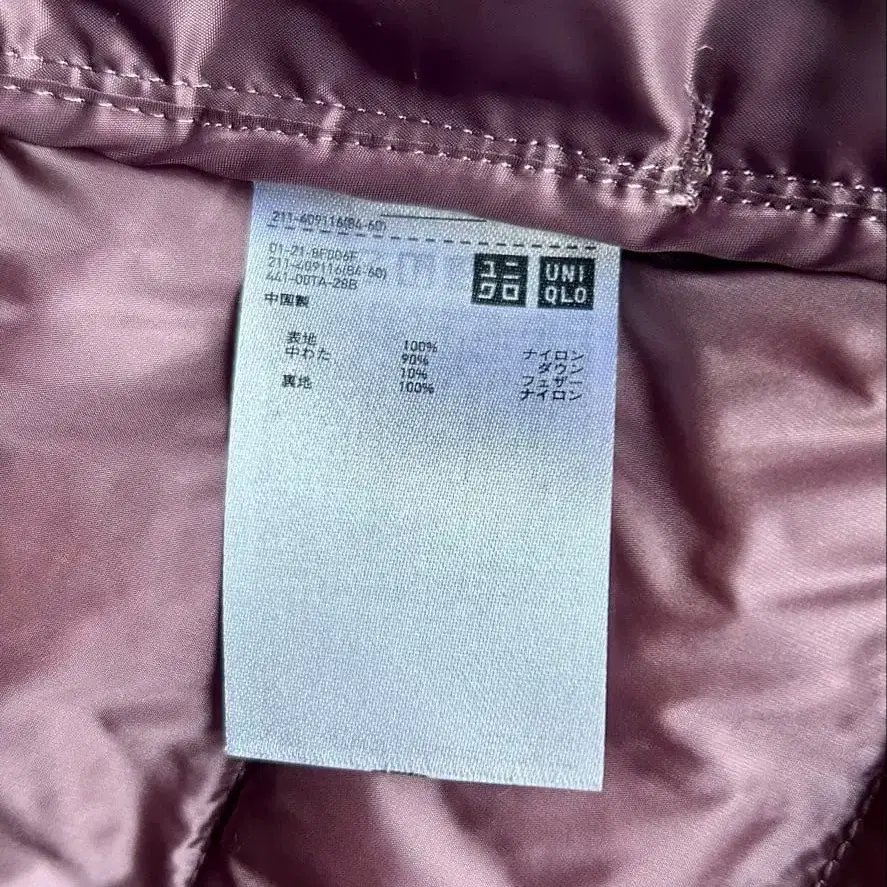 211-409116(84-60)
01-21-BF006F
211-409116(84-60)
441-00TA-28B
ユニ
クロ
UNI
QLO
中国製
表地 100% ナイロン
中わた 90% ダウン
10% フェザー
裏地 100% ナイロン